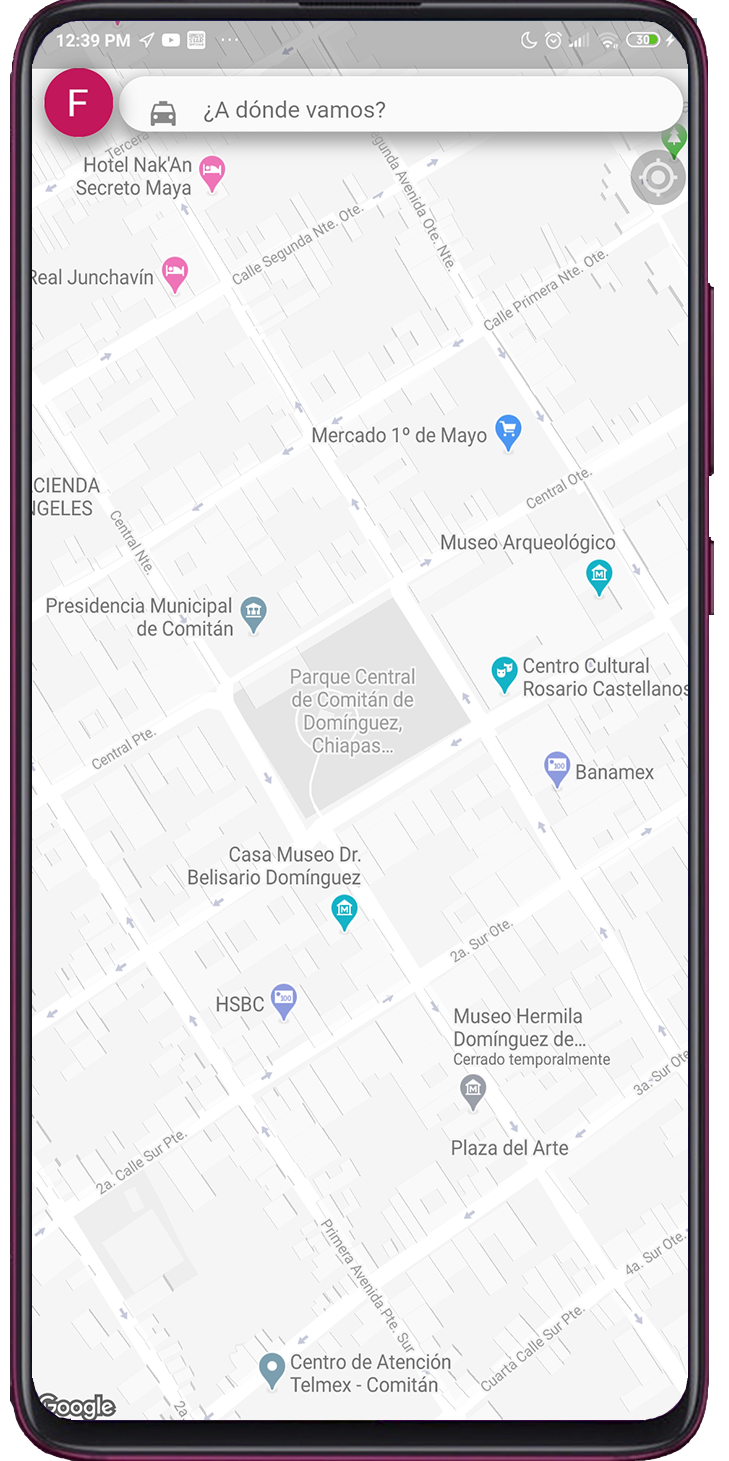 12:39 PM
30
F
¿A dónde vamos?
Tercera
Hotel Nak'An
Secreto Maya
egunda Avenida Ote. Nte.
Calle Segunda Nte. Ote.
Real Junchavín
Calle Primera Nte. Ote.
Mercado 1º de Mayo
CIENDA
NGELES
Central Nte.
Central Ote.
Museo Arqueológico
Presidencia Municipal
de Comitán
Parque Central
de Comitán de
Domínguez,
Chiapas...
Centro Cultural
Rosario Castellanos
Central Pte.
Banamex
100
Casa Museo Dr.
Belisario Domínguez
2a. Sur Ote.
HSBC
100
Museo Hermila
Domínguez de...
Cerrado temporalmente
3a. Sur Ote
Plaza del Arte
2a. Calle Sur Pte.
Primera Avenida Pte. Sur
4a. Sur Ote.
Cuarta Calle Sur Pte.
Centro de Atención
Telmex - Comitán
Google
2a